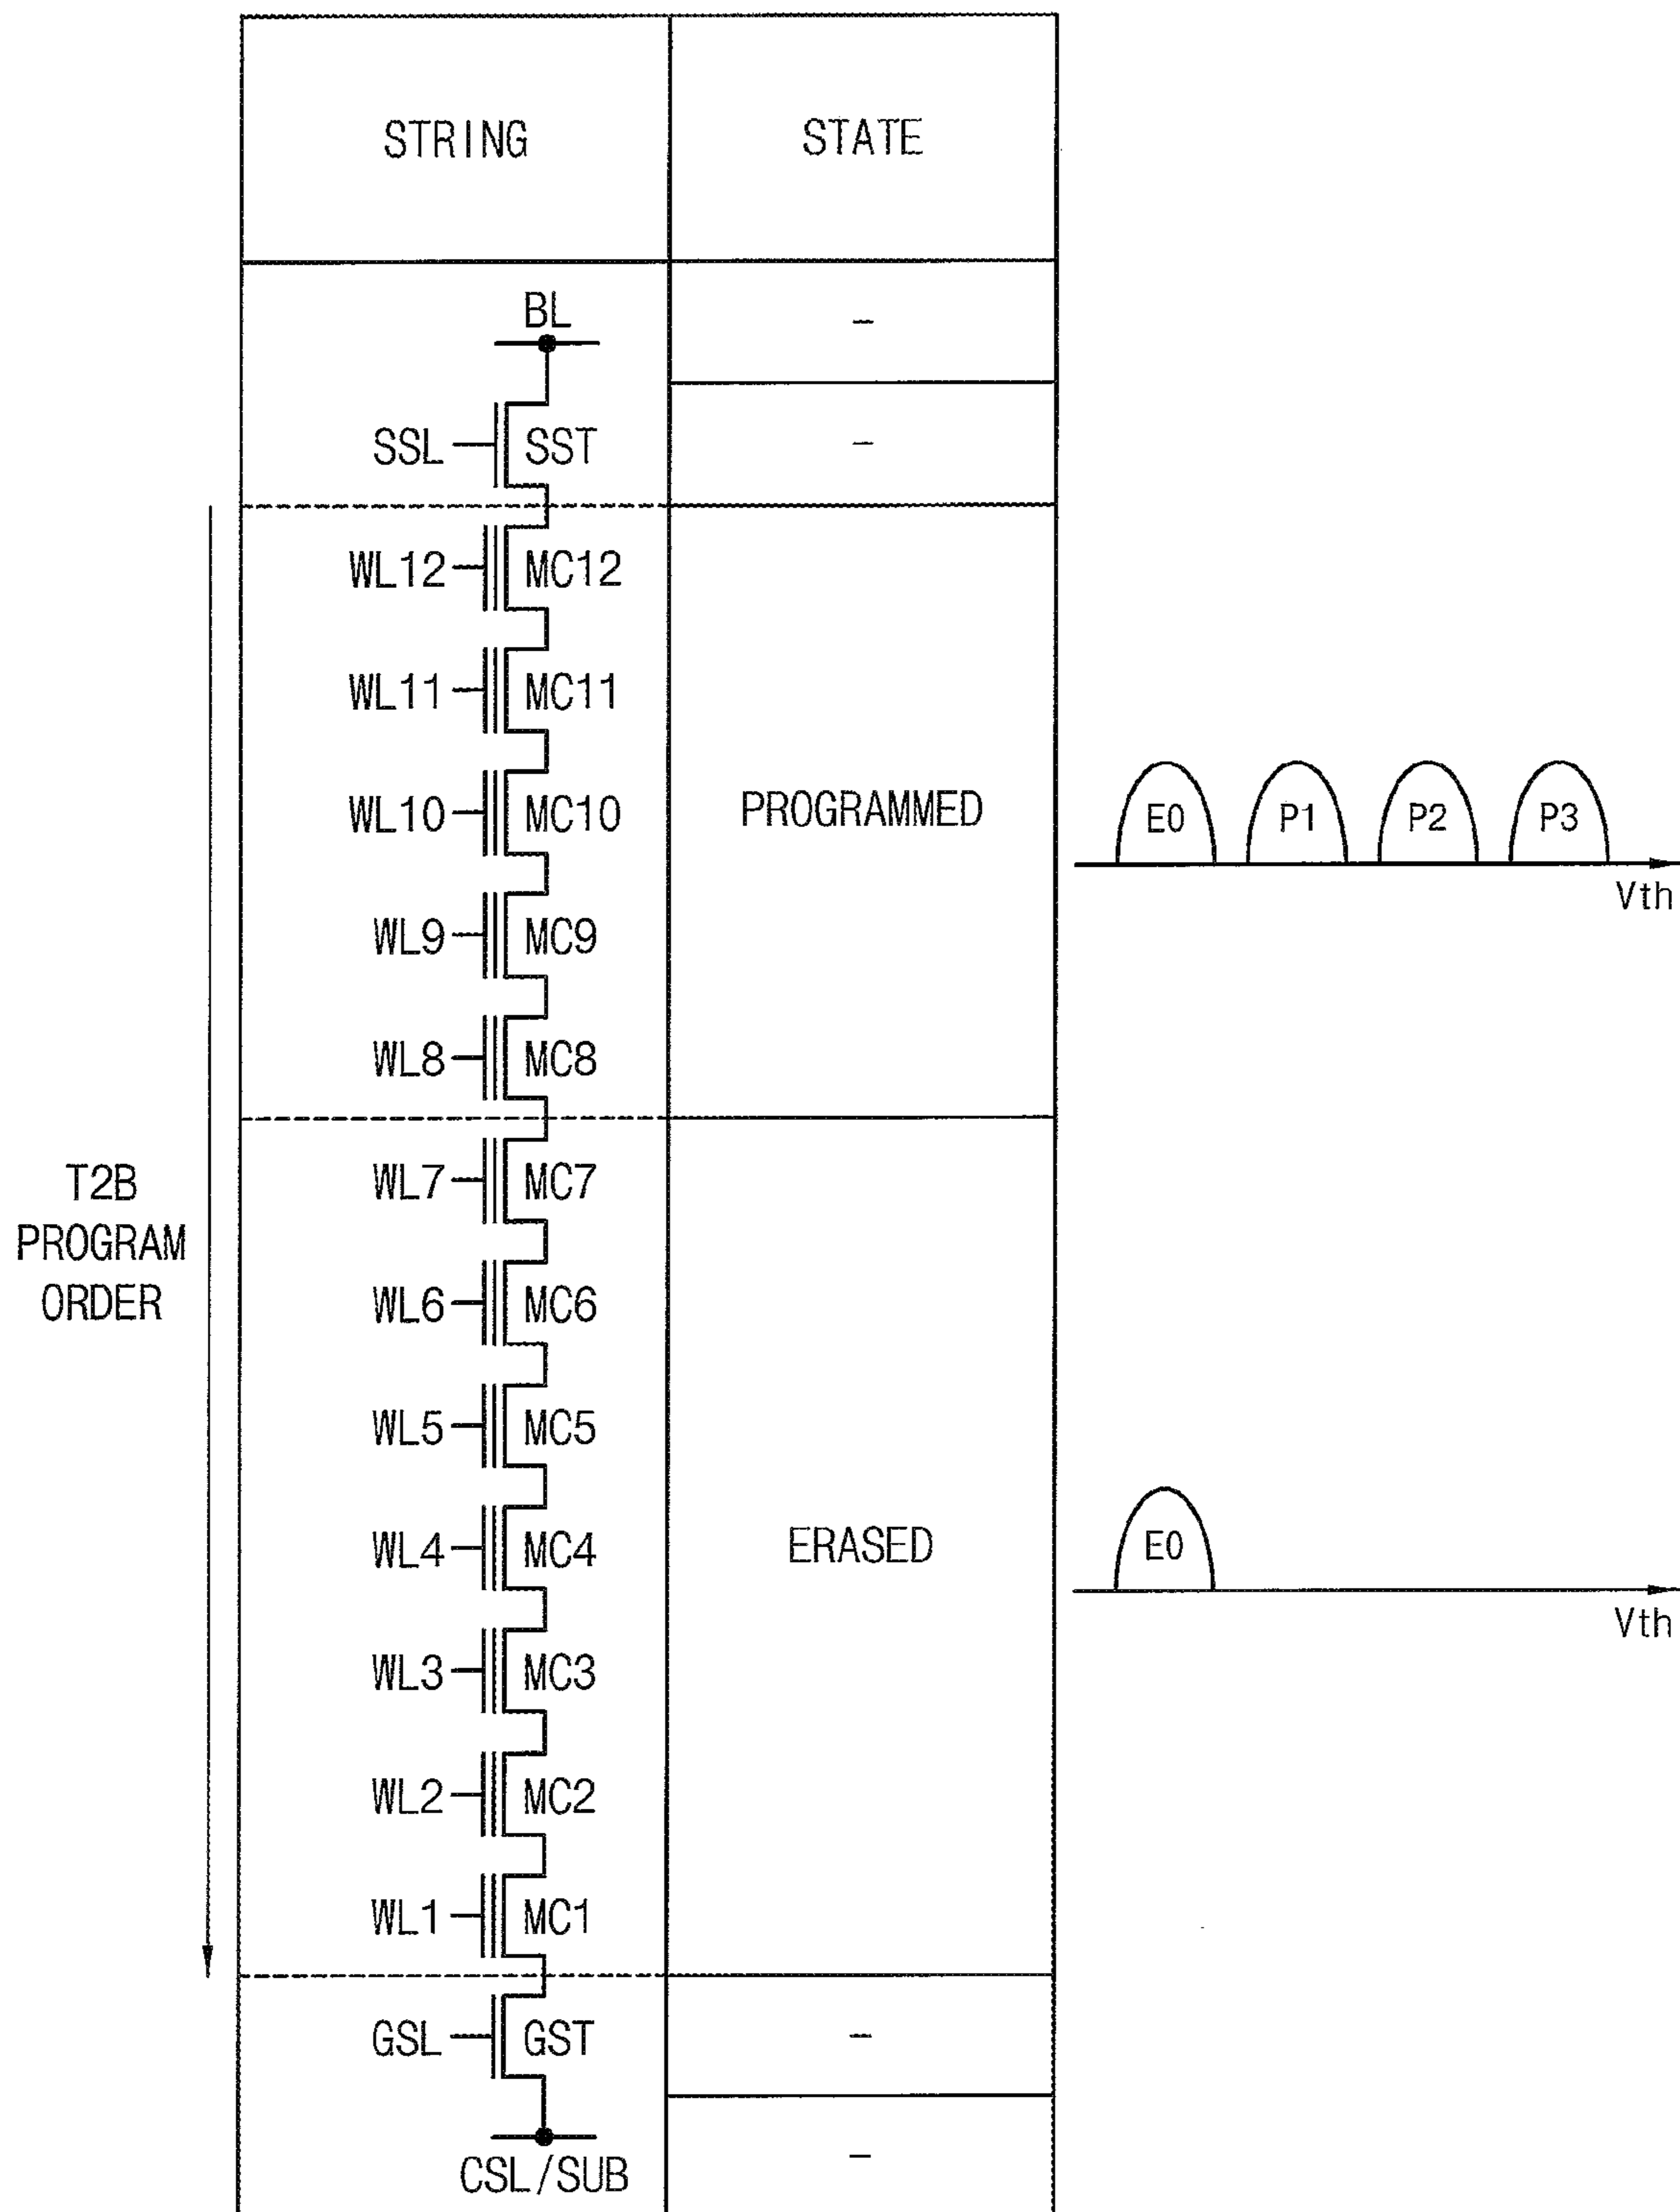 STRING STATE
BL -
SSL SST -
WL12 MC12
WL11 MC11
WL10 MC10 PROGRAMMED E0 P1 P2 P3
Vth
WL9 MC9
WL8 MC8
WL7 MC7
T2B
PROGRAM
ORDER
WL6 MC6
WL5 MC5
WL4 MC4 ERASED E0
Vth
WL3 MC3
WL2 MC2
WL1 MC1
GSL GST -
CSL/SUB -